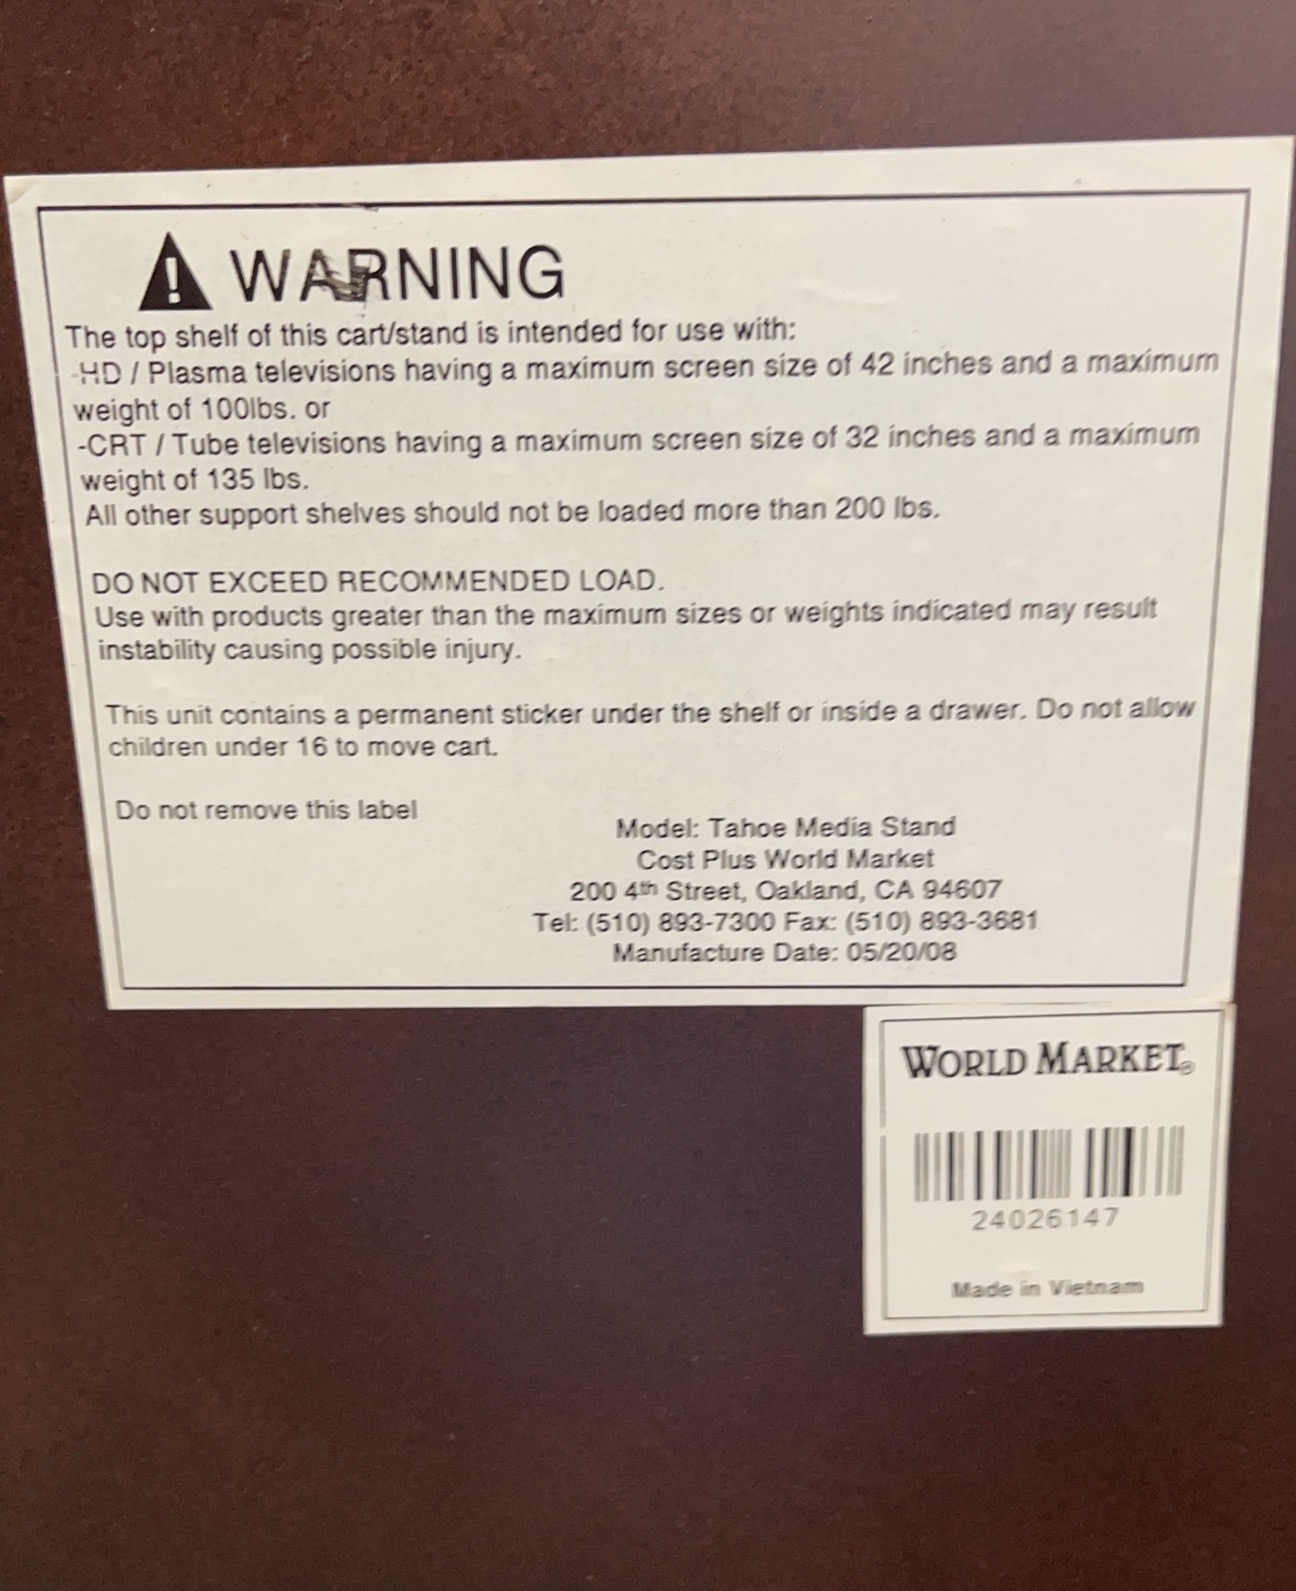 WARNING
The top shelf of this cart/stand is intended for use with:
-HD / Plasma televisions having a maximum screen size of 42 inches and a maximum
weight of 100lbs. or
-CRT / Tube televisions having a maximum screen size of 32 inches and a maximum
weight of 135 lbs.
All other support shelves should not be loaded more than 200 lbs.
DO NOT EXCEED RECOMMENDED LOAD.
Use with products greater than the maximum sizes or weights indicated may result
instability causing possible injury.
This unit contains a permanent sticker under the shelf or inside a drawer. Do not allow
children under 16 to move cart.
Do not remove this label
Model: Tahoe Media Stand
Cost Plus World Market
200 4th Street, Oakland, CA 94607
Tel: (510) 893-7300 Fax: (510) 893-3681
Manufacture Date: 05/20/08
WORLD MARKET®
24026147
Made in Vietnam